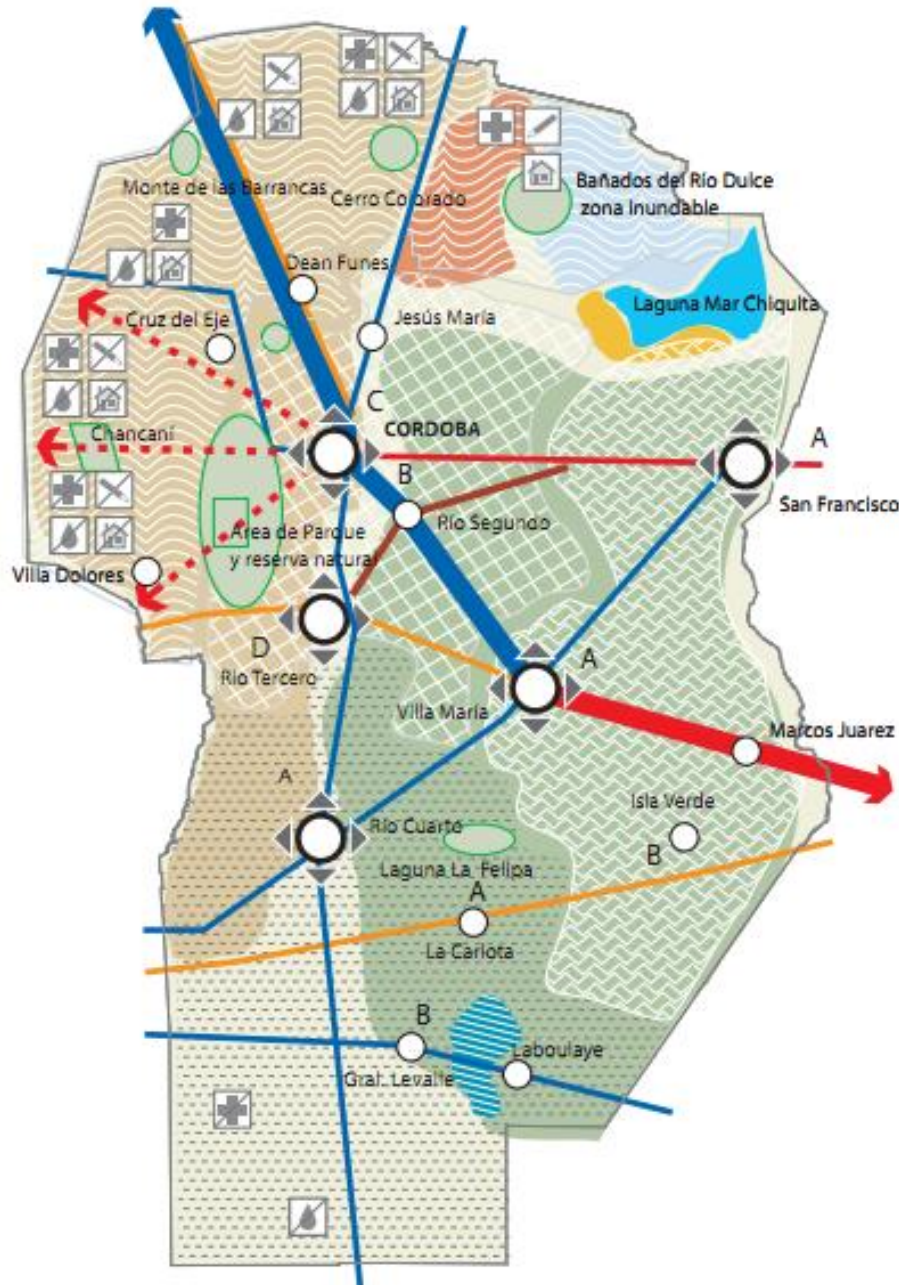 Monte de las Barrancas
Cerro Colorado
Bañados del Río Dulce
zona Inundable
Dean Funes
Laguna Mar Chiquita
Cruz del Eje
Jesús María
C
CORDOBA
A
Chancaní
B
San Francisco
Río Segundo
Area de Parque
y reserva natural
Villa Dolores
D
A
Río Tercero
Villa María
Marcos Juarez
A
Isla Verde
Río Cuarto
B
Laguna La Felipa
A
La Carlota
B
Laboulaye
Gral. Levalle